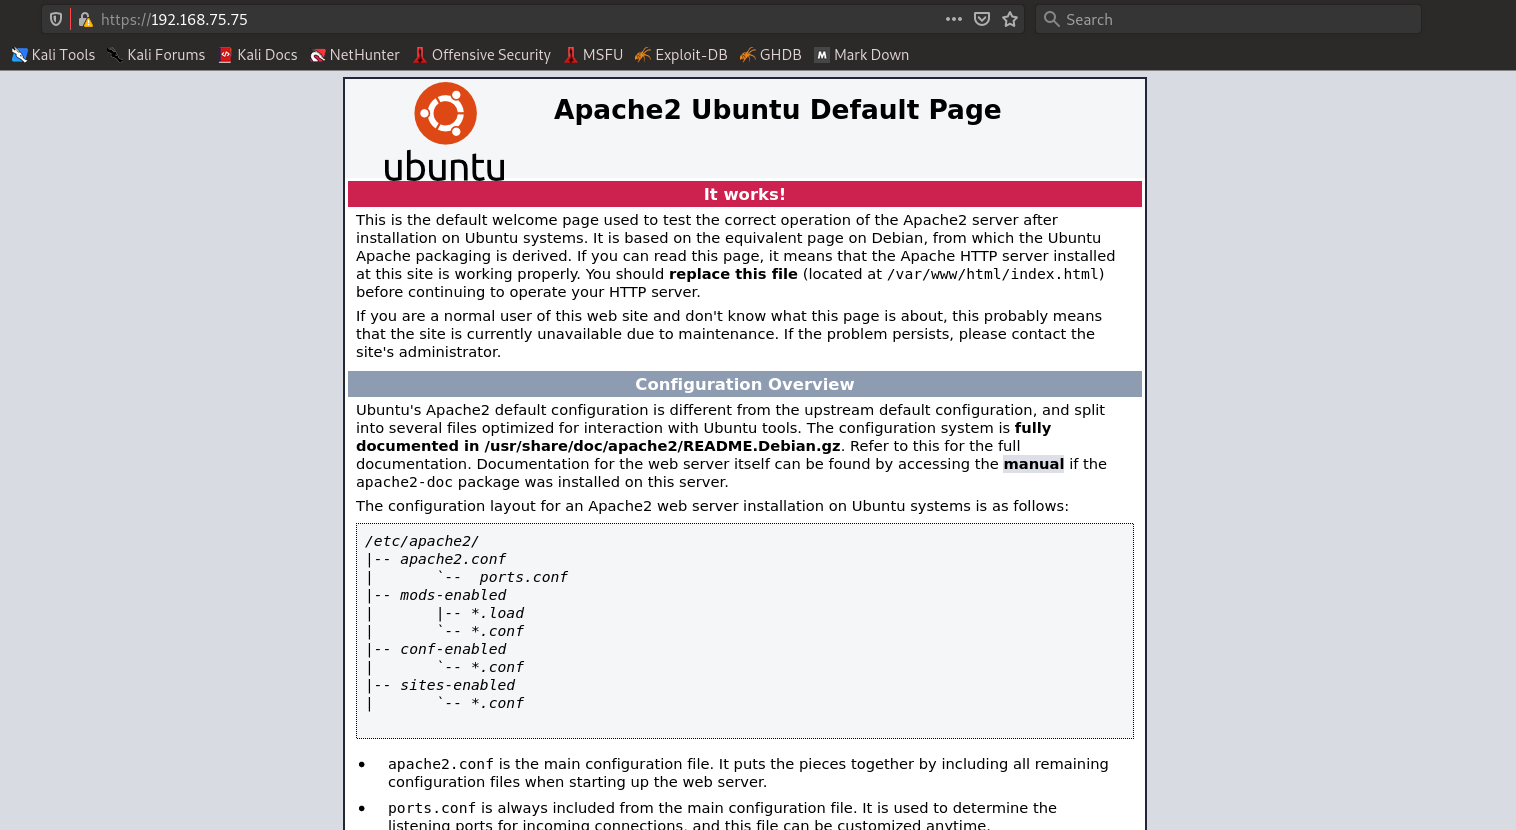 https://192.168.75.75
Search
Kali Tools Kali Forums Kali Docs NetHunter Offensive Security MSFU Exploit-DB GHDB M Mark Down
ubuntu
Apache2 Ubuntu Default Page
It works!
This is the default welcome page used to test the correct operation of the Apache2 server after
installation on Ubuntu systems. It is based on the equivalent page on Debian, from which the Ubuntu
Apache packaging is derived. If you can read this page, it means that the Apache HTTP server installed
at this site is working properly. You should replace this file (located at /var/www/html/index.html)
before continuing to operate your HTTP server.
If you are a normal user of this web site and don't know what this page is about, this probably means
that the site is currently unavailable due to maintenance. If the problem persists, please contact the
site's administrator.
Configuration Overview
Ubuntu's Apache2 default configuration is different from the upstream default configuration, and split
into several files optimized for interaction with Ubuntu tools. The configuration system is fully
documented in /usr/share/doc/apache2/README.Debian.gz. Refer to this for the full
documentation. Documentation for the web server itself can be found by accessing the manual if the
apache2-doc package was installed on this server.
The configuration layout for an Apache2 web server installation on Ubuntu systems is as follows:
/etc/apache2/
|-- apache2.conf
|       `--  ports.conf
|-- mods-enabled
|       |-- *.load
|       `-- *.conf
|-- conf-enabled
|       `-- *.conf
|-- sites-enabled
|       `-- *.conf
• apache2.conf is the main configuration file. It puts the pieces together by including all remaining
configuration files when starting up the web server.
• ports.conf is always included from the main configuration file. It is used to determine the
listening ports for incoming connections, and this file can be customized anytime.